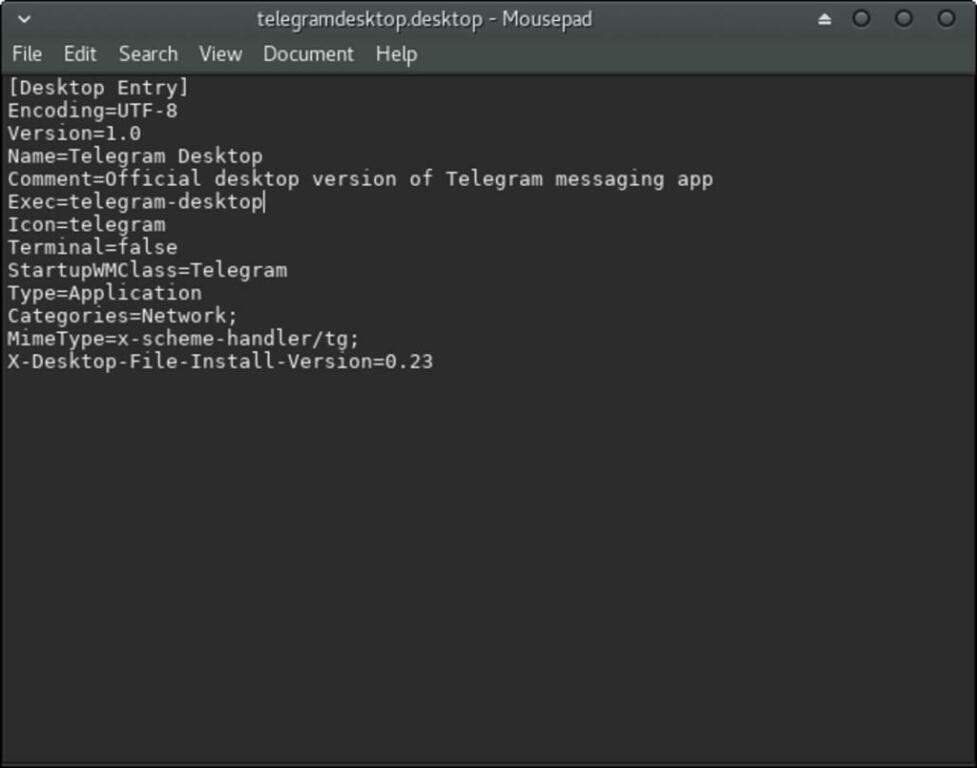 telegramdesktop.desktop - Mousepad
File Edit Search View Document Help
[Desktop Entry]
Encoding=UTF-8
Version=1.0
Name=Telegram Desktop
Comment=Official desktop version of Telegram messaging app
Exec=telegram-desktop
Icon=telegram
Terminal=false
StartupWMClass=Telegram
Type=Application
Categories=Network;
MimeType=x-scheme-handler/tg;
X-Desktop-File-Install-Version=0.23